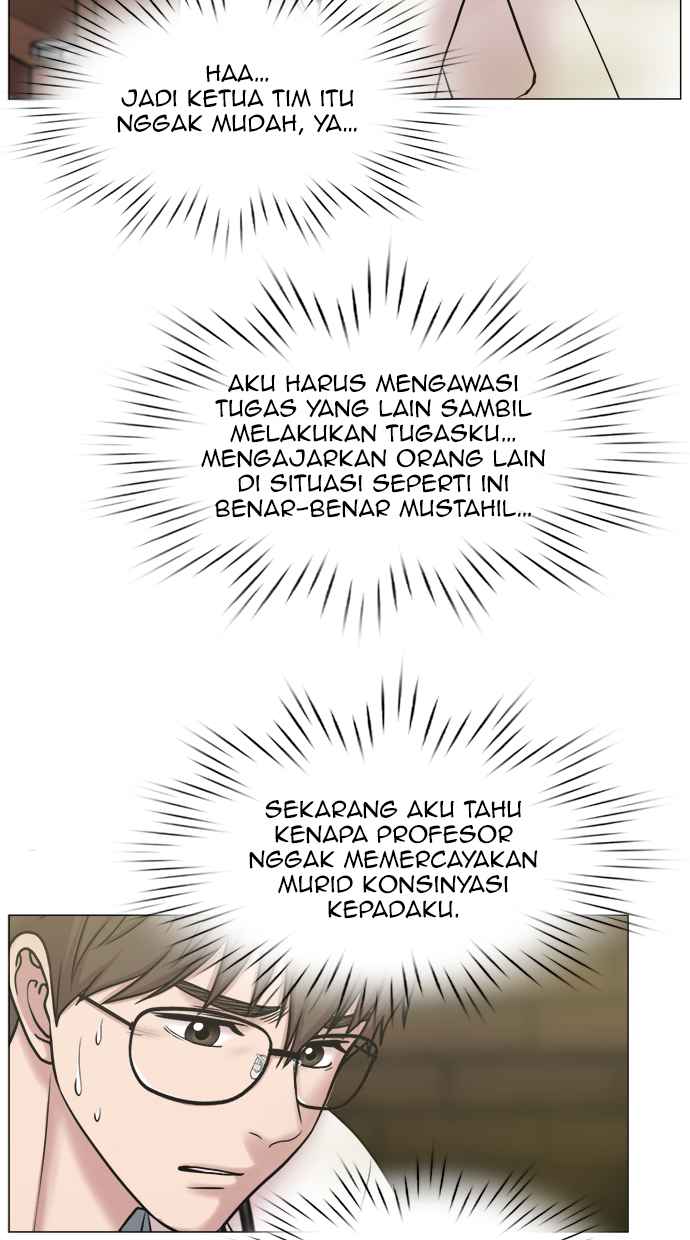 HAA...
JADI KETUA TIM ITU
NGGAK MUDAH, YA...
AKU HARUS MENGAWASI
TUGAS YANG LAIN SAMBIL
MELAKUKAN TUGASKU...
MENGAJARKAN ORANG LAIN
DI SITUASI SEPERTI INI
BENAR-BENAR MUSTAHIL...
SEKARANG AKU TAHU
KENAPA PROFESOR
NGGAK MEMERCAYAKAN
MURID KONSINYASI
KEPADAKU.